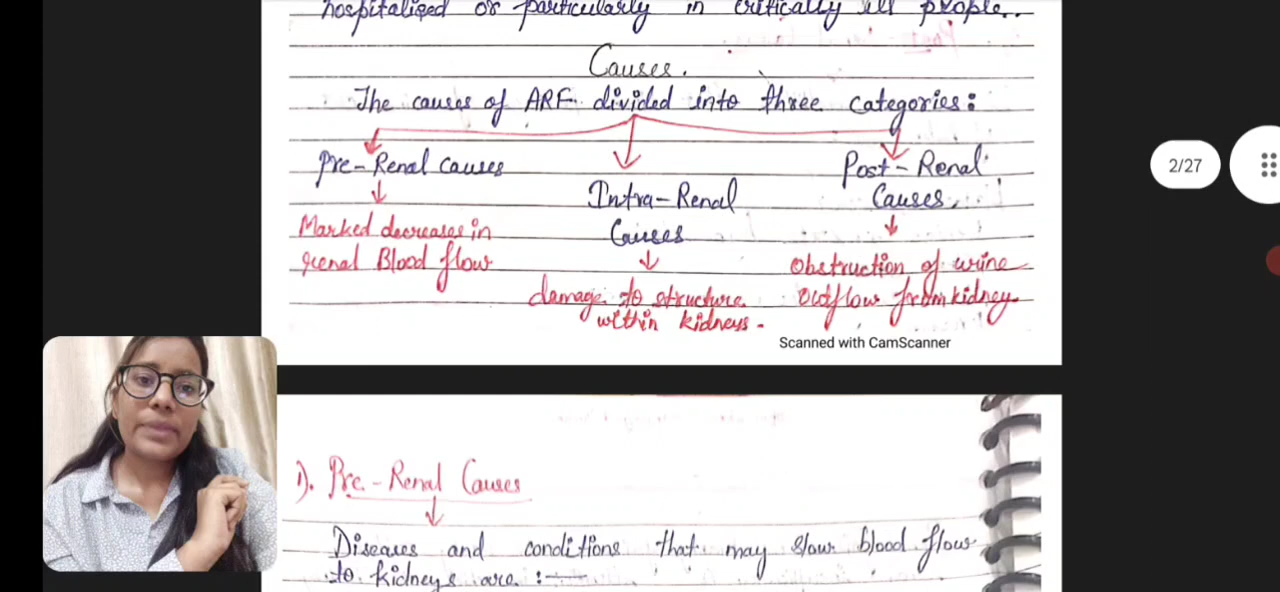 hospitalized or particularly in critically ill people..
Causes.
The causes of ARF divided into three categories:
Pre-Renal causes
Marked decreases in
renal Blood flow
Intra-Renal
Causes
damage to structure
within kidneys.
Post-Renal
Causes.
Obstruction of urine
outflow from kidney.
Scanned with CamScanner
2/27
1). Pre-Renal Causes
Diseases and conditions that may slow blood flow
to kidneys are :-